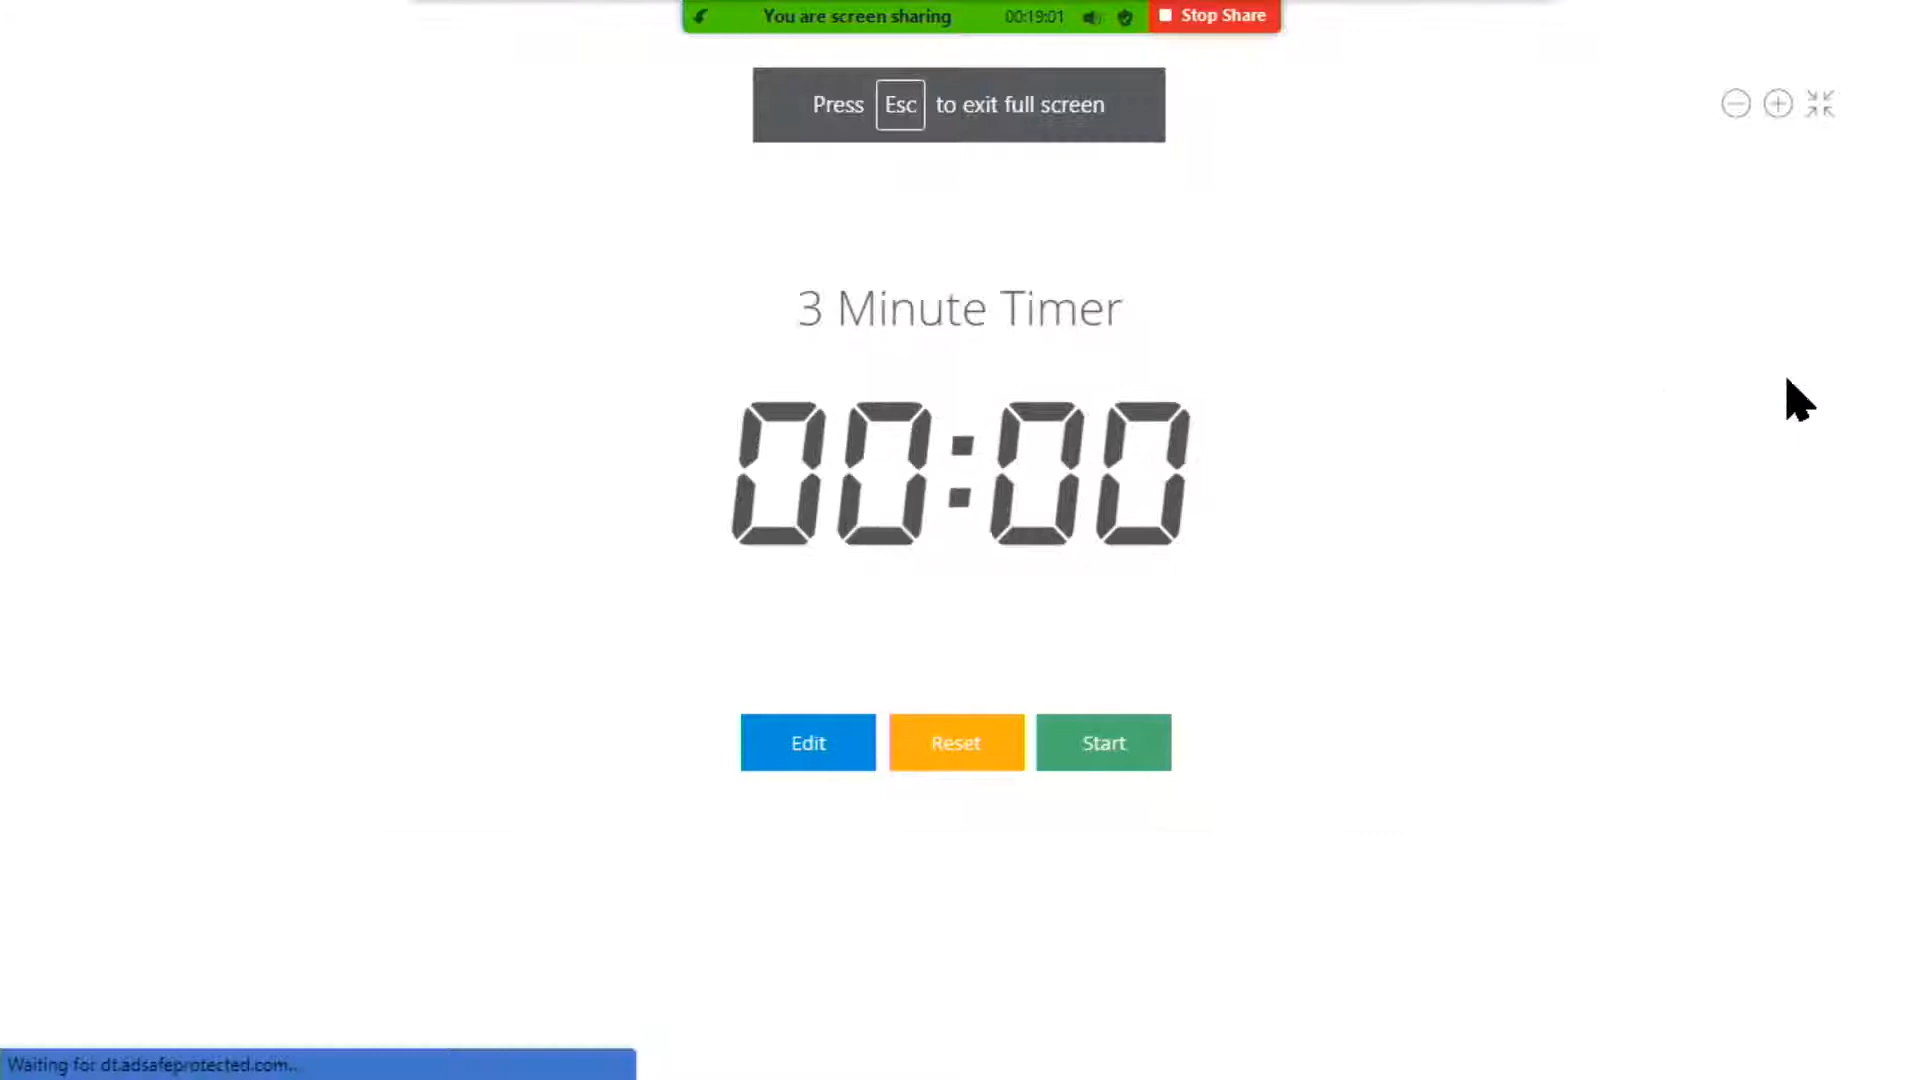 You are screen sharing 00:19:01 Stop Share
Press Esc to exit full screen
3 Minute Timer
00:00
Edit Reset Start
Waiting for dt.adsafeprotected.com...